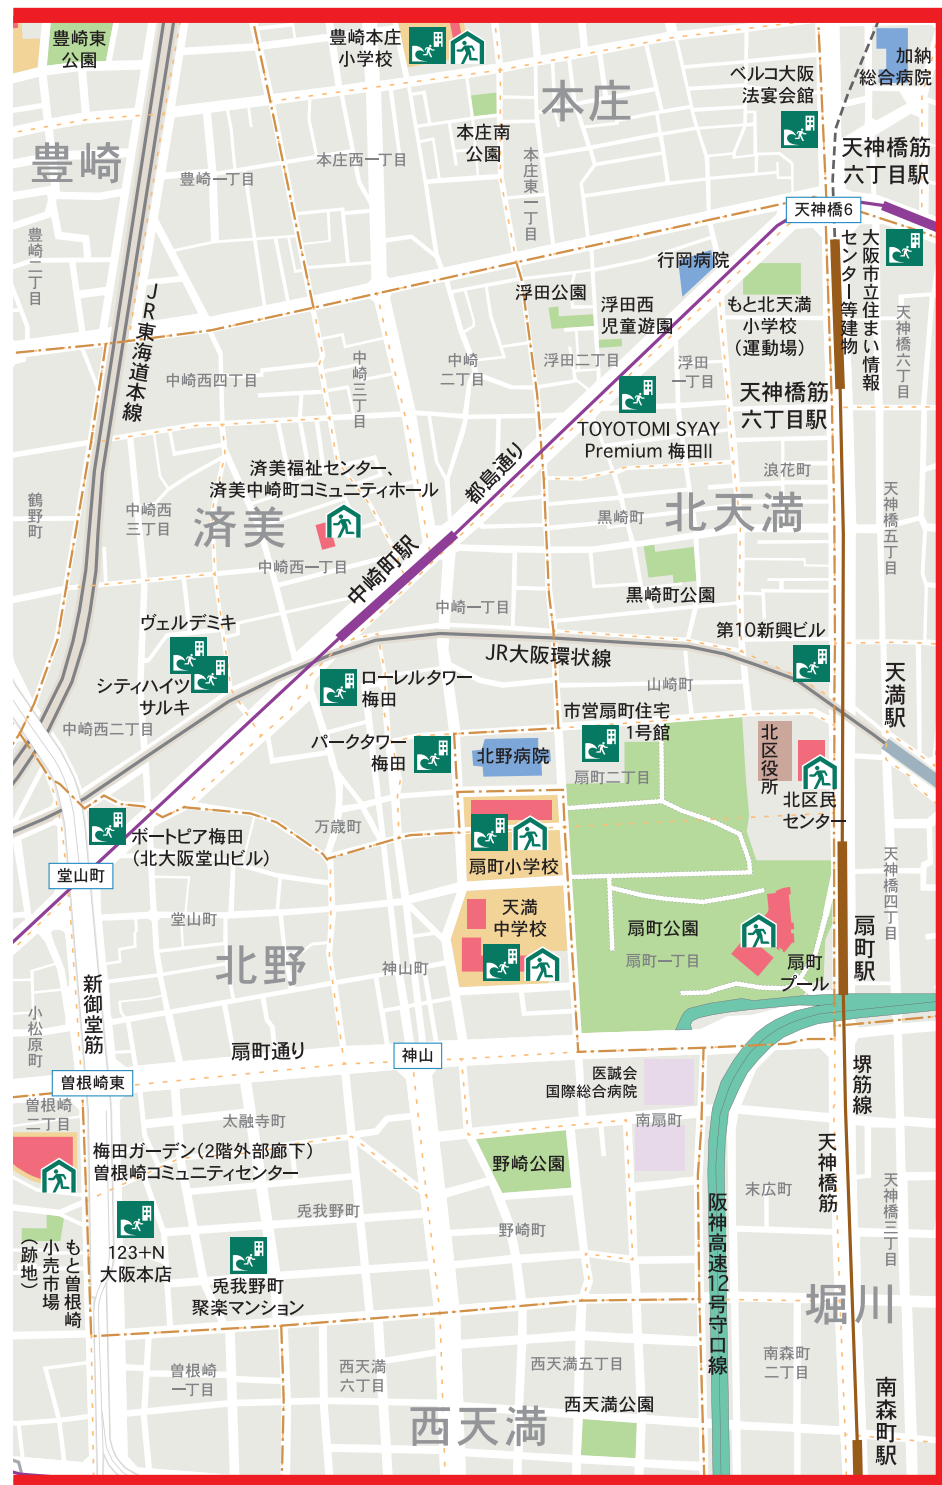 豊崎東
公園
豊崎本庄
小学校
加納
総合病院
ベルコ大阪
法宴会館
本庄
本庄南
公園
天神橋筋
六丁目駅
豊崎
本庄西一丁目
豊崎一丁目
本庄東一丁目
天神橋6
豊崎二丁目
大阪市立住まい情報
センター等建物
行岡病院
JR東海道本線
浮田公園
浮田西
児童遊園
もと北天満
小学校
(運動場)
天神橋六丁目
中崎西四丁目
中崎三丁目
中崎
二丁目
浮田二丁目
浮田
一丁目
天神橋筋
六丁目駅
TOYOTOMI SYAY
Premium 梅田II
都島通り
済美福祉センター、
済美中崎町コミュニティホール
浪花町
鶴野町
中崎西
三丁目
済美
黒崎町
北天満
天神橋五丁目
中崎西一丁目
中崎町駅
黒崎町公園
中崎一丁目
ヴェルデミキ
第10新興ビル
JR大阪環状線
シティハイツ
サルキ
ローレルタワー
梅田
山崎町
天満駅
中崎西二丁目
市営扇町住宅
1号館
パークタワー
梅田
北野病院
北区役所
扇町二丁目
北区民
センター
万歳町
ボートピア梅田
(北大阪堂山ビル)
扇町小学校
堂山町
天神橋四丁目
天満
中学校
堂山町
扇町公園
扇町駅
北野
神山町
扇町一丁目
扇町
プール
新御堂筋
小松原町
扇町通り
神山
曽根崎東
医誠会
国際総合病院
堺筋線
曽根崎
二丁目
太融寺町
南扇町
天神橋筋
梅田ガーデン(2階外部廊下)
曽根崎コミュニティセンター
野崎公園
末広町
天神橋三丁目
兎我野町
野崎町
阪神高速12号守口線
もと曽根崎
小売市場
(跡地)
123+N
大阪本店
兎我野町
聚楽マンション
堀川
曽根崎
一丁目
西天満
六丁目
西天満五丁目
南森町
二丁目
西天満公園
西天満
南森町駅